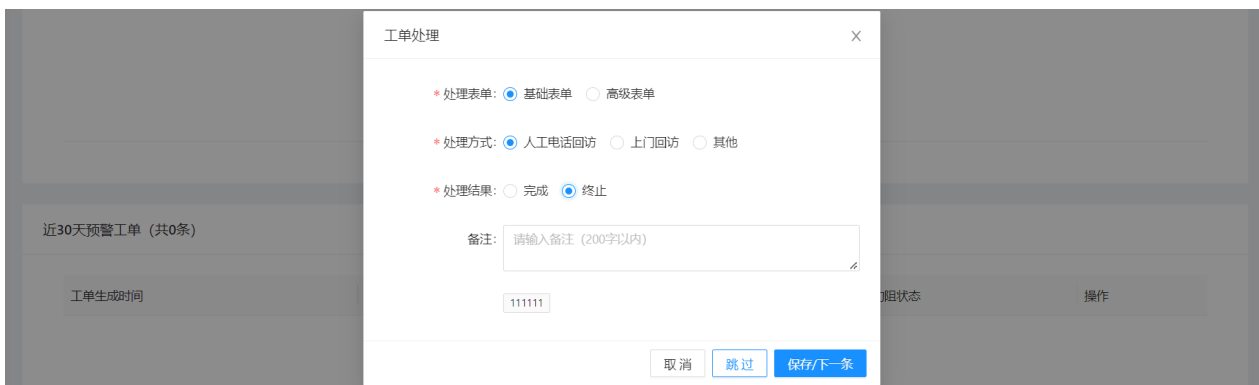 工单处理
* 处理表单: 基础表单 高级表单
* 处理方式: 人工电话回访 上门回访 其他
* 处理结果: 完成 终止
备注: 请输入备注（200字以内）
111111
取 消 跳 过 保存/下一条
近30天预警工单（共0条）
工单生成时间 阻状态 操作